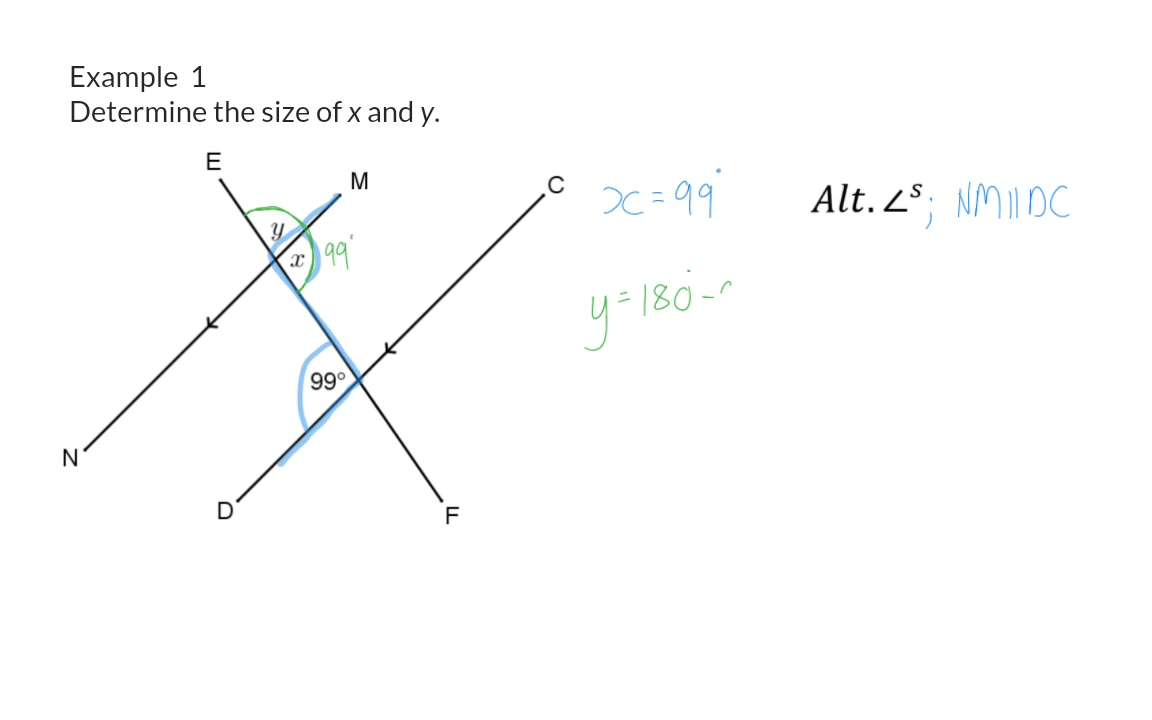 Example 1
Determine the size of x and y.
E
M
C
x = 99°
Alt. ∠ˢ; NM || DC
y
x
99°
y = 180° -
99°
N
D
F